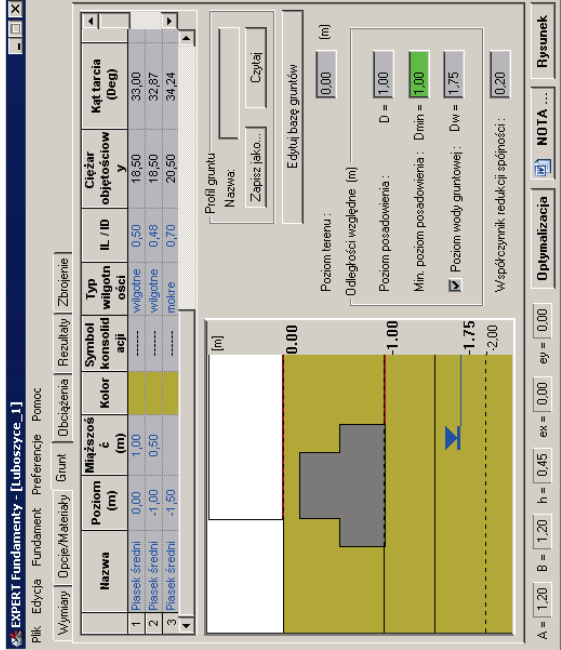 EXPERT Fundamenty - [Luboszyce_1]
Plik Edycja Fundament Preferencje Pomoc
Wymiary Opcje/Materiały Grunt Obciążenia Rezultaty Zbrojenie
Nazwa Poziom (m) Miąższoś ć (m) Kolor Symbol konsolid acji Typ wilgotn ości IL / ID Ciężar objętościow y Kąt tarcia (Deg)
1 Piasek średni 0,00 1,00 ------ wilgotne 0,50 18,50 33,00
2 Piasek średni -1,00 0,50 ------ wilgotne 0,48 18,50 32,87
3 Piasek średni -1,50 ------ mokre 0,70 20,50 34,24
[m]
0.00
-1.00
-1.75
-2,00
Profil gruntu
Nazwa:
Zapisz jako... Czytaj
Edytuj bazę gruntów
Poziom terenu : 0,00 (m)
Odległości względne (m)
Poziom posadowienia : D = 1,00
Min. poziom posadowienia : Dmin = 1,00
Poziom wody gruntowej : Dw = 1,75
Współczynnik redukcji spójności : 0,20
A = 1,20 B = 1,20 h = 0,45 ex = 0,00 ey = 0,00 Optymalizacja NOTA ... Rysunek